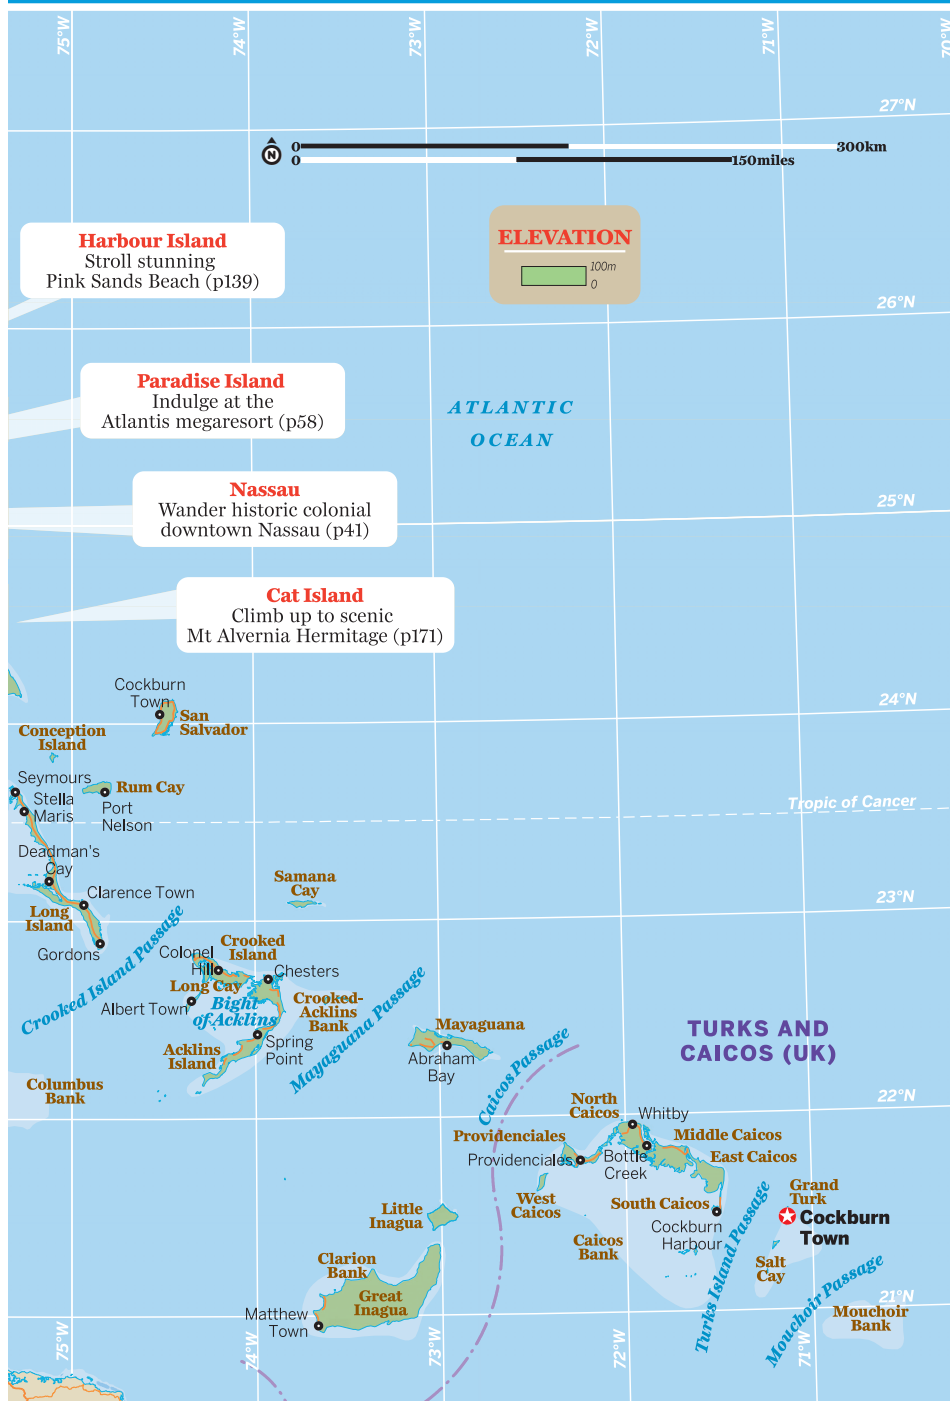 75°W
74°W
73°W
72°W
71°W
70°W
27°N
N
0
300km
0
150miles
Harbour Island
Stroll stunning
Pink Sands Beach (p139)
ELEVATION
100m
0
26°N
Paradise Island
Indulge at the
Atlantis megaresort (p58)
ATLANTIC
OCEAN
Nassau
Wander historic colonial
downtown Nassau (p41)
25°N
Cat Island
Climb up to scenic
Mt Alvernia Hermitage (p171)
Cockburn
Town
San
Salvador
24°N
Conception
Island
Seymours
Stella
Maris
Rum Cay
Port
Nelson
Tropic of Cancer
Deadman's
Cay
Clarence Town
Long
Island
Gordons
Samana
Cay
23°N
Crooked Island Passage
Colonel
Hill
Crooked
Island
Chesters
Long Cay
Albert Town
Bight
of Acklins
Crooked-
Acklins
Bank
Mayaguana Passage
Acklins
Island
Spring
Point
Mayaguana
Abraham
Bay
Caicos Passage
TURKS AND
CAICOS (UK)
Columbus
Bank
22°N
North
Caicos
Whitby
Providenciales
Providenciales
Bottle
Creek
Middle Caicos
East Caicos
West
Caicos
South Caicos
Cockburn
Harbour
Caicos
Bank
Turks Island Passage
Grand
Turk
Cockburn
Town
Salt
Cay
Mouchoir Passage
Little
Inagua
Clarion
Bank
Great
Inagua
Matthew
Town
21°N
Mouchoir
Bank
75°W
74°W
73°W
72°W
71°W